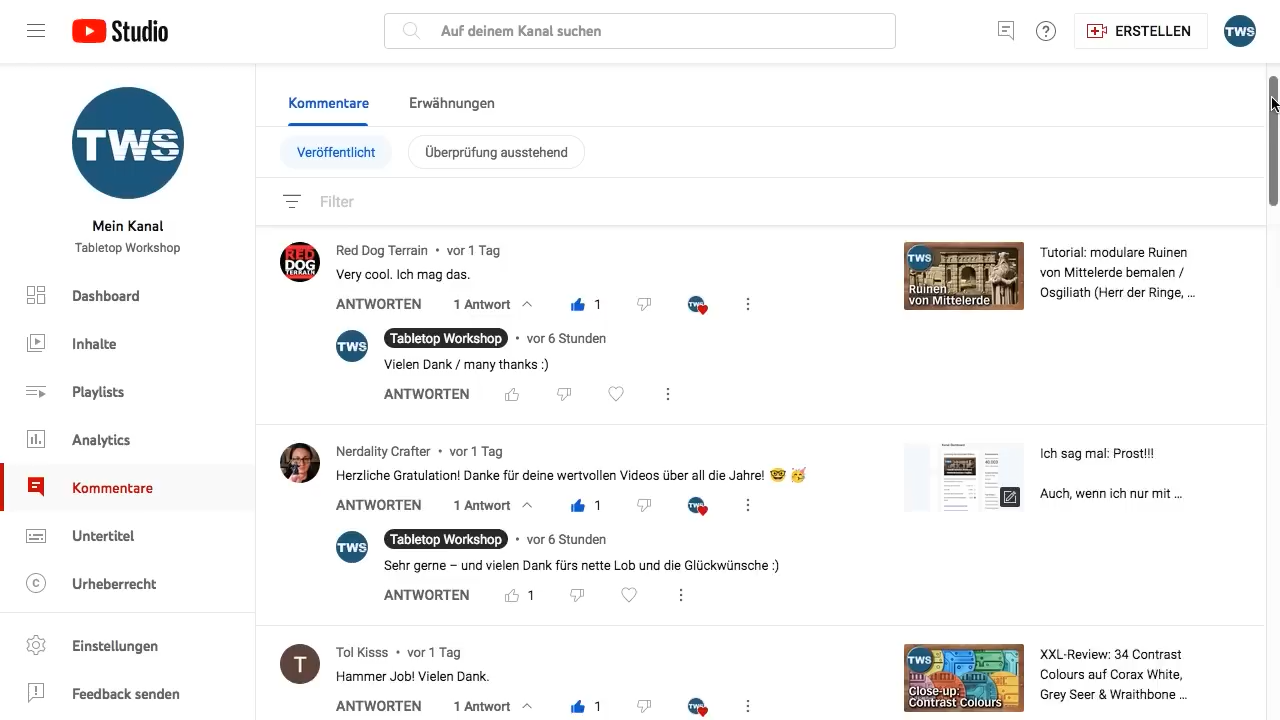 Studio
Auf deinem Kanal suchen
ERSTELLEN
TWS
TWS
Mein Kanal
Tabletop Workshop
Dashboard
Inhalte
Playlists
Analytics
Kommentare
Untertitel
Urheberrecht
Einstellungen
Feedback senden
Kommentare
Erwähnungen
Veröffentlicht
Überprüfung ausstehend
Filter
RED DOG TERRAIN
Red Dog Terrain • vor 1 Tag
Very cool. Ich mag das.
ANTWORTEN 1 Antwort 1
TWS
Tabletop Workshop • vor 6 Stunden
Vielen Dank / many thanks :)
ANTWORTEN
TWS
Ruinen
von Mittelerde
Tutorial: modulare Ruinen
von Mittelerde bemalen /
Osgiliath (Herr der Ringe, ...
Nerdality Crafter • vor 1 Tag
Herzliche Gratulation! Danke für deine wertvollen Videos über all die Jahre! 🤓 🥳
ANTWORTEN 1 Antwort 1
TWS
Tabletop Workshop • vor 6 Stunden
Sehr gerne – und vielen Dank fürs nette Lob und die Glückwünsche :)
ANTWORTEN 1
Ich sag mal: Prost!!!
Auch, wenn ich nur mit ...
T
Tol Kisss • vor 1 Tag
Hammer Job! Vielen Dank.
ANTWORTEN 1 Antwort 1
TWS
Close-up:
Contrast Colours
XXL-Review: 34 Contrast
Colours auf Corax White,
Grey Seer & Wraithbone ...